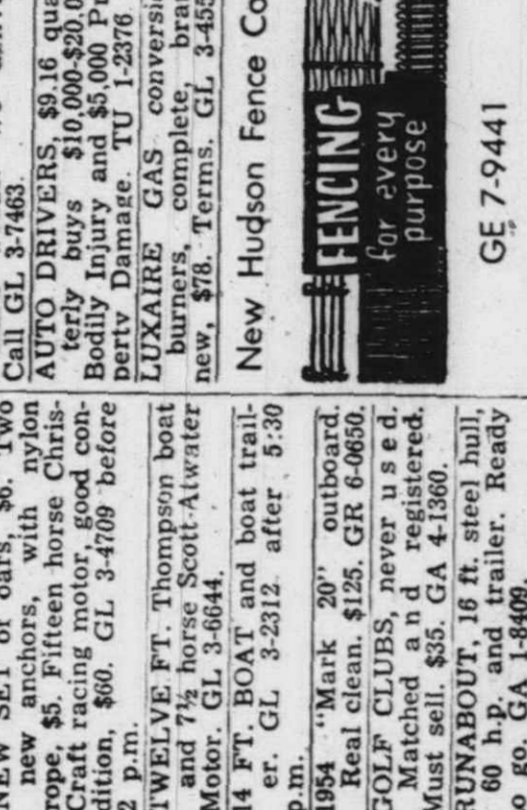 NEW SET of oars, $6. Two
new anchors, with nylon
rope, $5. Fifteen horse Chris-
Craft racing motor, good con-
dition, $60. GL 3-4709 before
2 p.m.
TWELVE FT. Thompson boat
and 7½ horse Scott-Atwater
Motor. GL 3-6644.
14 FT. BOAT and boat trail-
er. GL 3-2312 after 5:30
p.m.
1954 "Mark 20" outboard.
Real clean. $125. GR 6-0650.
GOLF CLUBS, never used.
Matched and registered.
Must sell. $35. GA 4-1360.
UNABOUT, 16 ft. steel hull,
60 h.p. and trailer. Ready
to go. GA 1-8409
Call GL 3-7463.
AUTO DRIVERS, $9.16 qua
terly buys $10,000-$20,0
Bodily Injury and $5,000 Pr
perty Damage. TU 1-2376
LUXAIRE GAS conversi
burners, complete, bra
new, $78. Terms. GL 3-455
New Hudson Fence Co
FENCING
for every
purpose
GE 7-9441